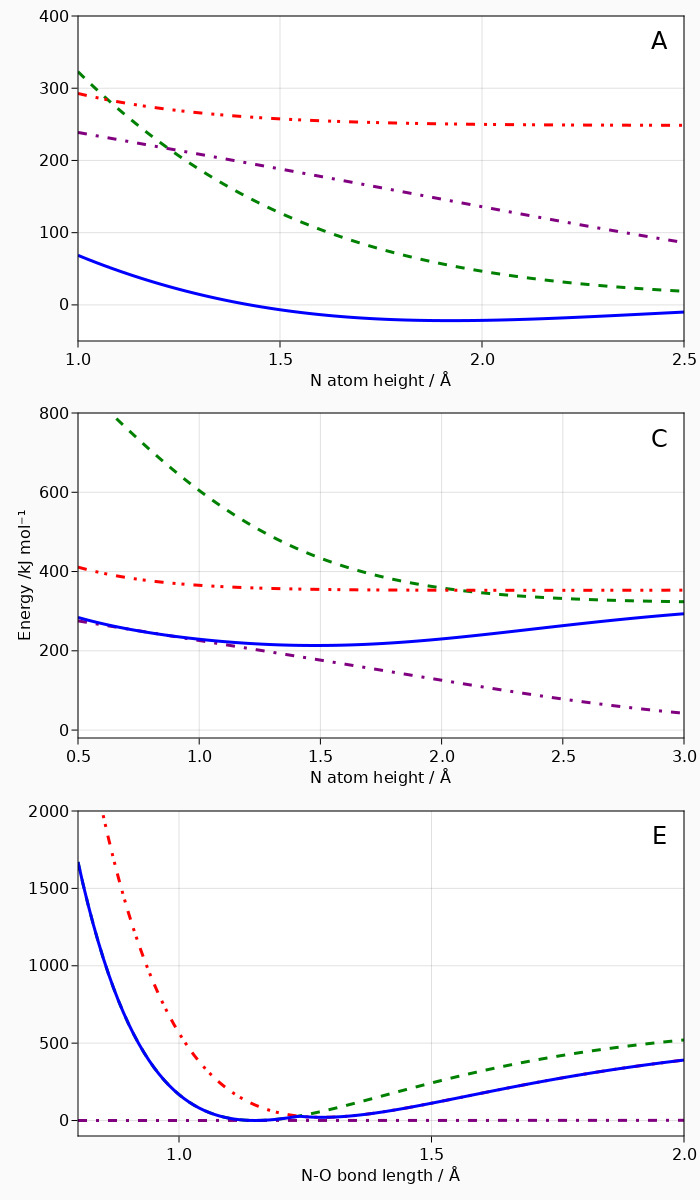 400
300
200
100
0
A
1.0 1.5 2.0 2.5
N atom height / Å
800
600
400
200
0
C
Energy /kJ mol⁻¹
0.5 1.0 1.5 2.0 2.5 3.0
N atom height / Å
2000
1500
1000
500
0
E
1.0 1.5 2.0
N-O bond length / Å